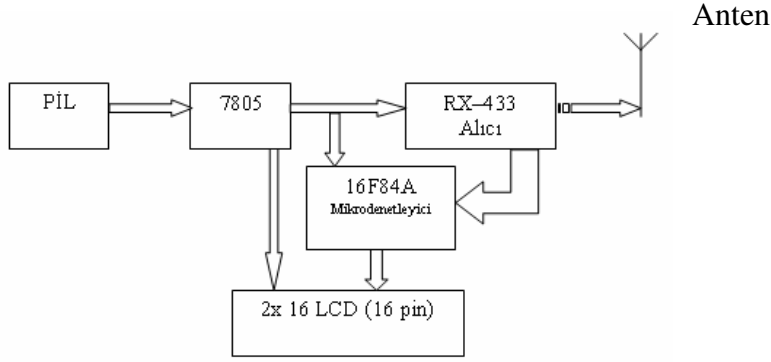 Anten
PİL
7805
RX–433
Alıcı
16F84A
Mikrodenetleyici
2x 16 LCD (16 pin)